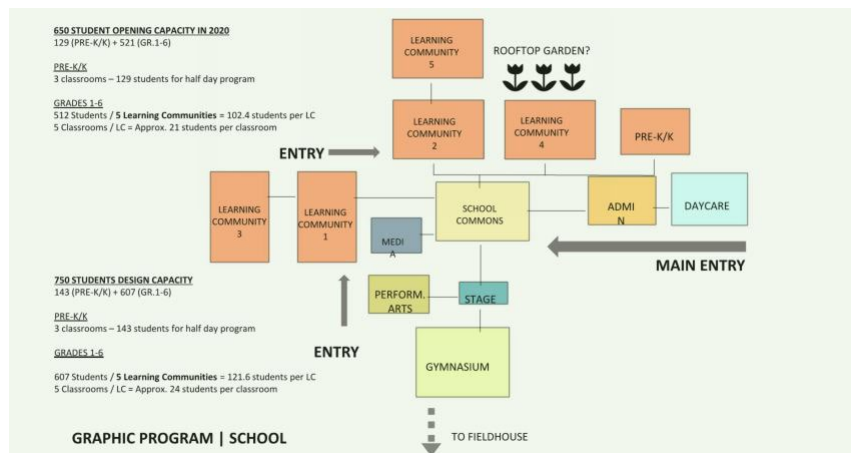 650 STUDENT OPENING CAPACITY IN 2020
129 (PRE-K/K) + 521 (GR.1-6)
PRE-K/K
3 classrooms – 129 students for half day program
GRADES 1-6
512 Students / 5 Learning Communities = 102.4 students per LC
5 Classrooms / LC = Approx. 21 students per classroom
LEARNING
COMMUNITY
5
ROOFTOP GARDEN?
LEARNING
COMMUNITY
2
LEARNING
COMMUNITY
4
PRE-K/K
ENTRY
LEARNING
COMMUNITY
3
LEARNING
COMMUNITY
1
SCHOOL
COMMONS
ADMI
N
DAYCARE
MEDI
A
MAIN ENTRY
750 STUDENTS DESIGN CAPACITY
143 (PRE-K/K) + 607 (GR.1-6)
PRE-K/K
3 classrooms – 143 students for half day program
GRADES 1-6
607 Students / 5 Learning Communities = 121.6 students per LC
5 Classrooms / LC = Approx. 24 students per classroom
PERFORM.
ARTS
STAGE
ENTRY
GYMNASIUM
GRAPHIC PROGRAM | SCHOOL
TO FIELDHOUSE